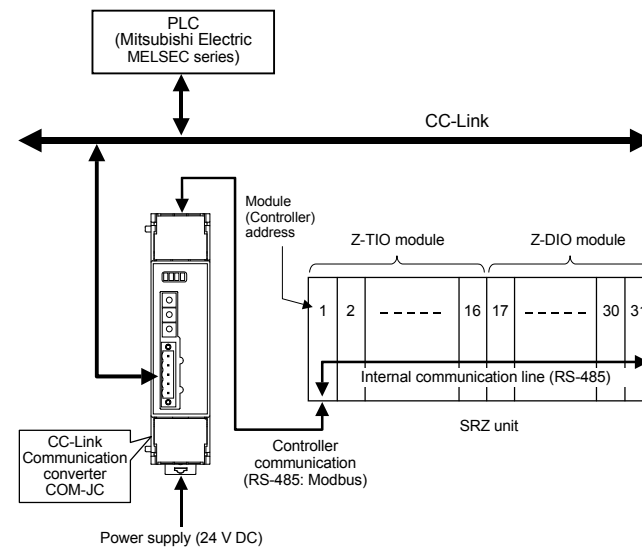 PLC
(Mitsubishi Electric
MELSEC series)
CC-Link
Module
(Controller)
address
Z-TIO module
Z-DIO module
1 2 16 17 30 31
Internal communication line (RS-485)
SRZ unit
CC-Link
Communication
converter
COM-JC
Controller
communication
(RS-485: Modbus)
Power supply (24 V DC)